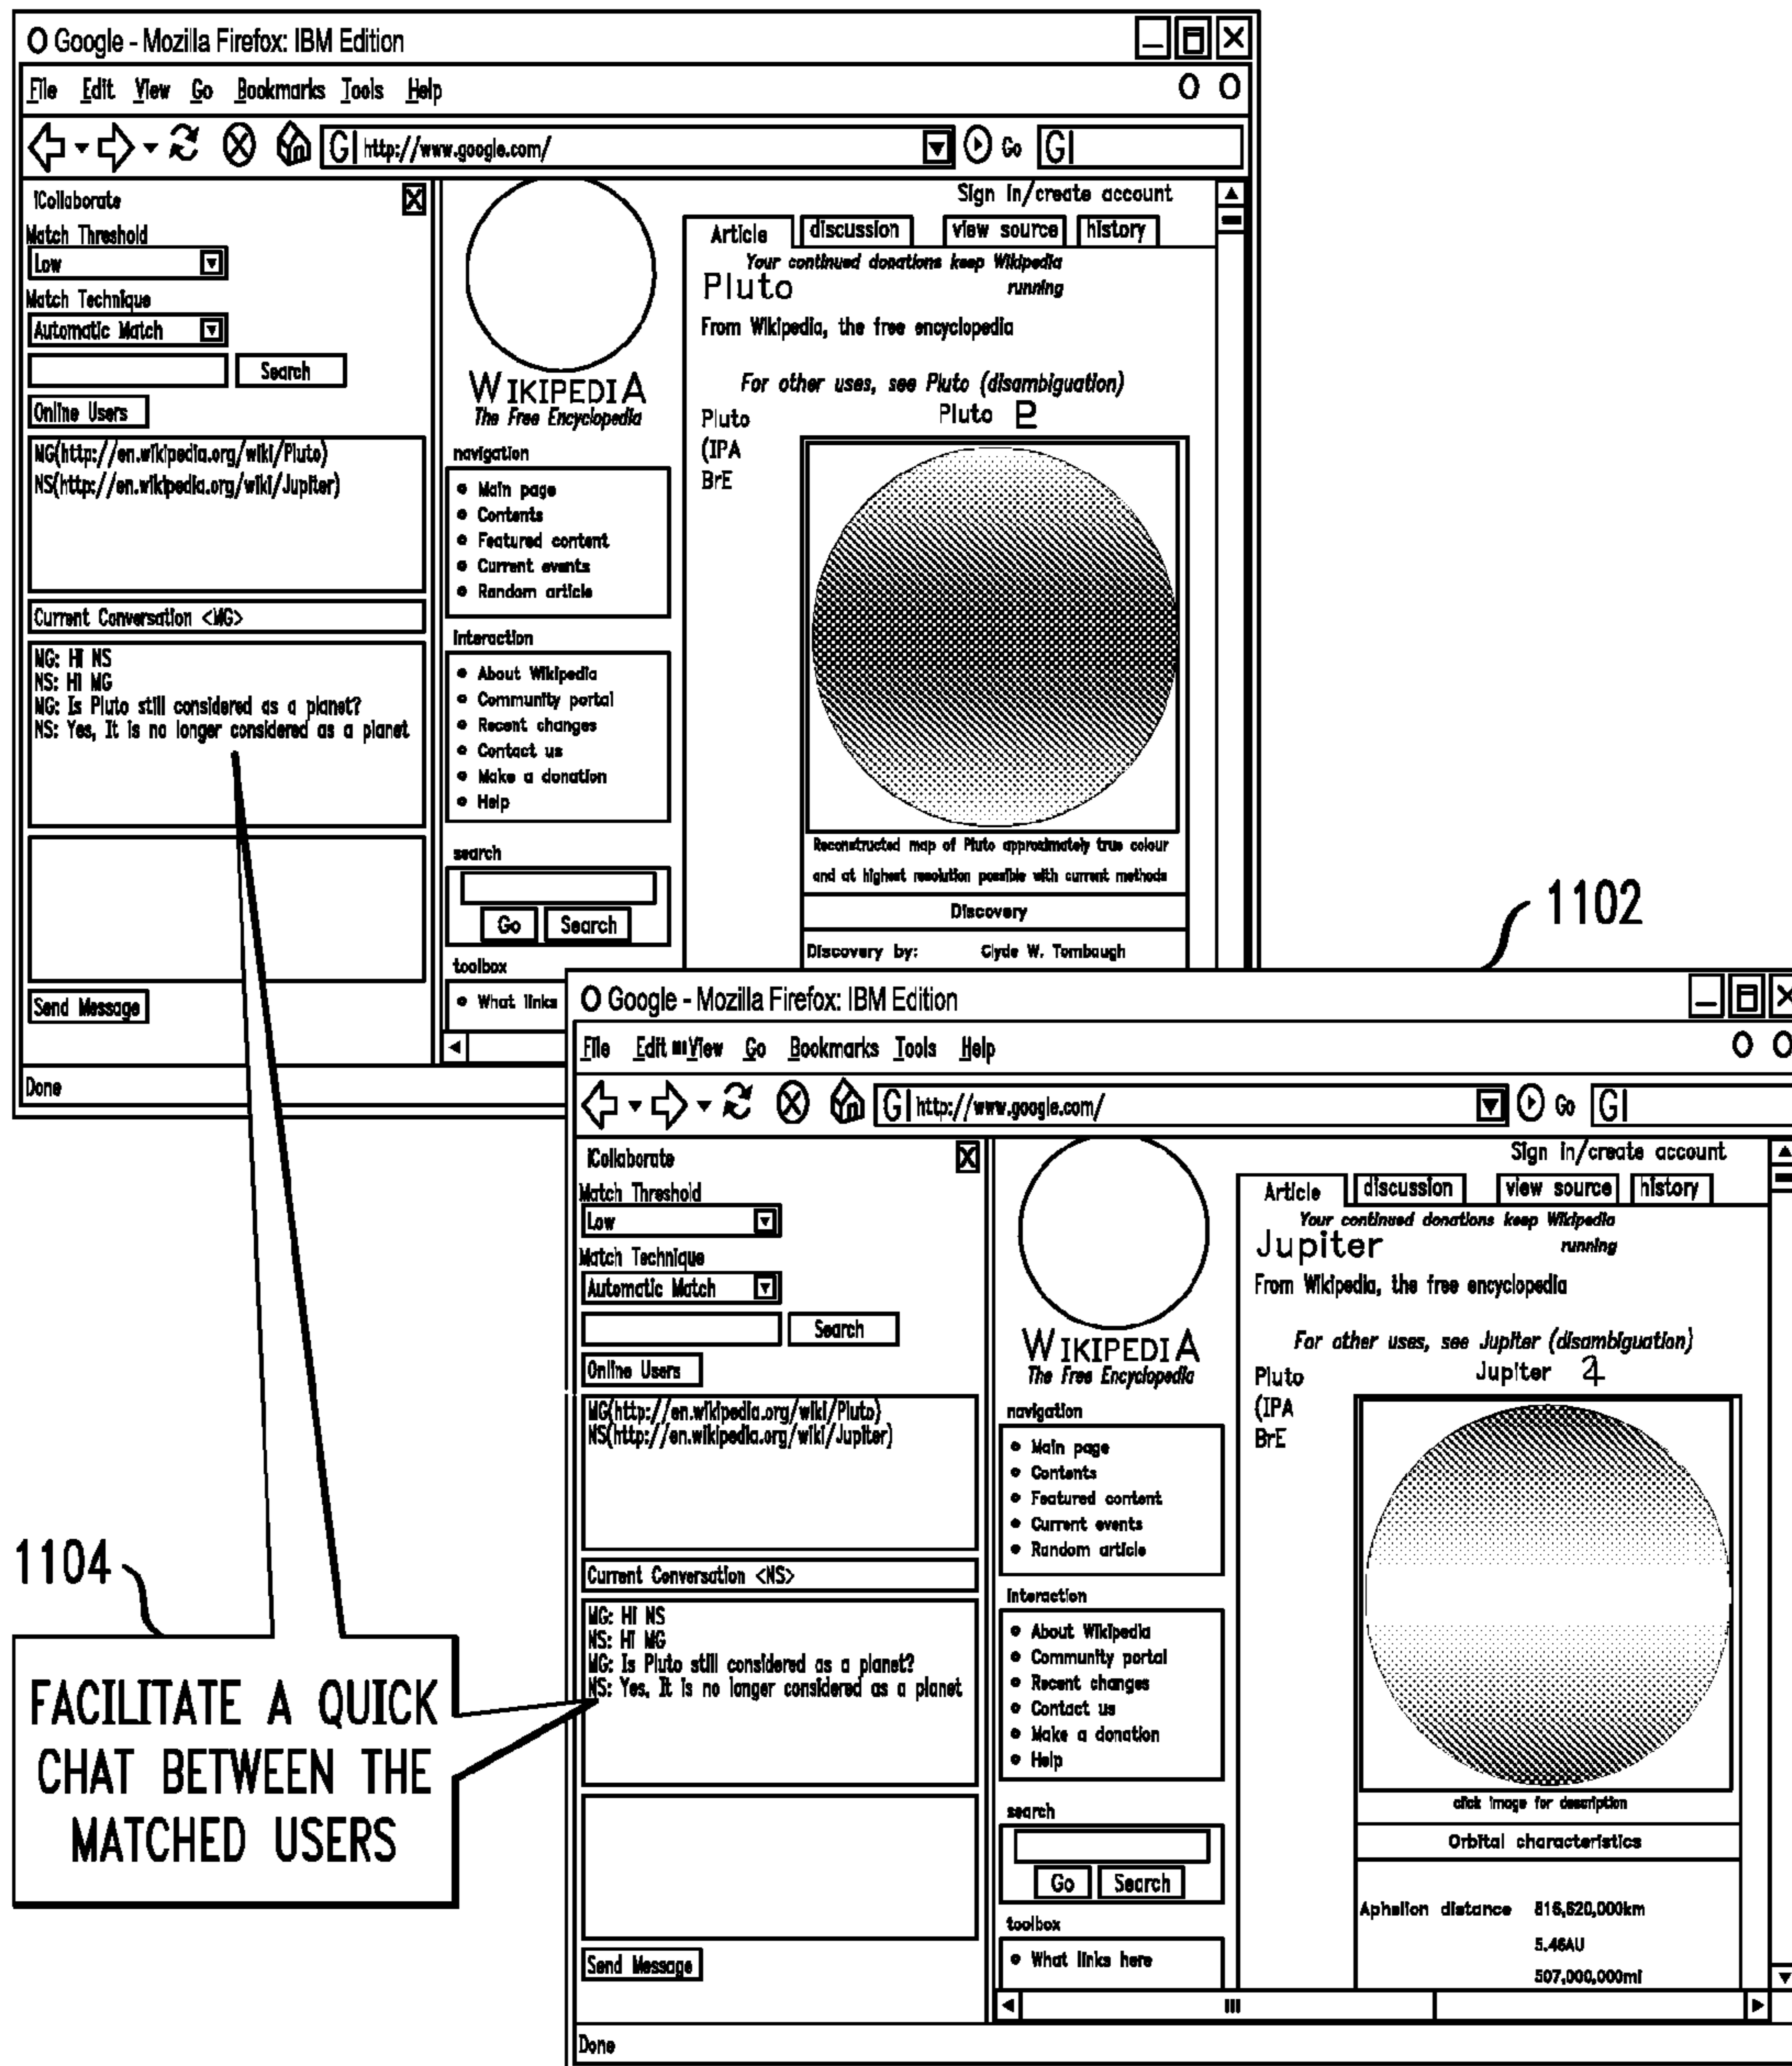 Google - Mozilla Firefox: IBM Edition
File Edit View Go Bookmarks Tools Help
G http://www.google.com/ Go G
iCollaborate
Match Threshold
Low
Match Technique
Automatic Match
Search
Online Users
MG(http://en.wikipedia.org/wiki/Pluto)
NS(http://en.wikipedia.org/wiki/Jupiter)
Current Conversation <MG>
MG: Hi NS
NS: Hi MG
MG: Is Pluto still considered as a planet?
NS: Yes, It is no longer considered as a planet
Send Message
WIKIPEDIA
The Free Encyclopedia
navigation
Main page
Contents
Featured content
Current events
Random article
interaction
About Wikipedia
Community portal
Recent changes
Contact us
Make a donation
Help
search
Go Search
toolbox
What links
Sign in/create account
Article discussion view source history
Your continued donations keep Wikipedia
running
Pluto
From Wikipedia, the free encyclopedia
For other uses, see Pluto (disambiguation)
Pluto
(IPA
BrE
Pluto
Reconstructed map of Pluto approximately true colour
and at highest resolution possible with current methods
Discovery
Discovery by: Clyde W. Tombaugh
Done
1102
Google - Mozilla Firefox: IBM Edition
File Edit View Go Bookmarks Tools Help
G http://www.google.com/ Go G
iCollaborate
Match Threshold
Low
Match Technique
Automatic Match
Search
Online Users
MG(http://en.wikipedia.org/wiki/Pluto)
NS(http://en.wikipedia.org/wiki/Jupiter)
Current Conversation <NS>
MG: Hi NS
NS: Hi MG
MG: Is Pluto still considered as a planet?
NS: Yes, It is no longer considered as a planet
Send Message
WIKIPEDIA
The Free Encyclopedia
navigation
Main page
Contents
Featured content
Current events
Random article
interaction
About Wikipedia
Community portal
Recent changes
Contact us
Make a donation
Help
search
Go Search
toolbox
What links here
Sign in/create account
Article discussion view source history
Your continued donations keep Wikipedia
running
Jupiter
From Wikipedia, the free encyclopedia
For other uses, see Jupiter (disambiguation)
Pluto
(IPA
BrE
Jupiter
click image for description
Orbital characteristics
Aphelion distance 816,620,000km
5.46AU
507,000,000mi
Done
1104
FACILITATE A QUICK
CHAT BETWEEN THE
MATCHED USERS